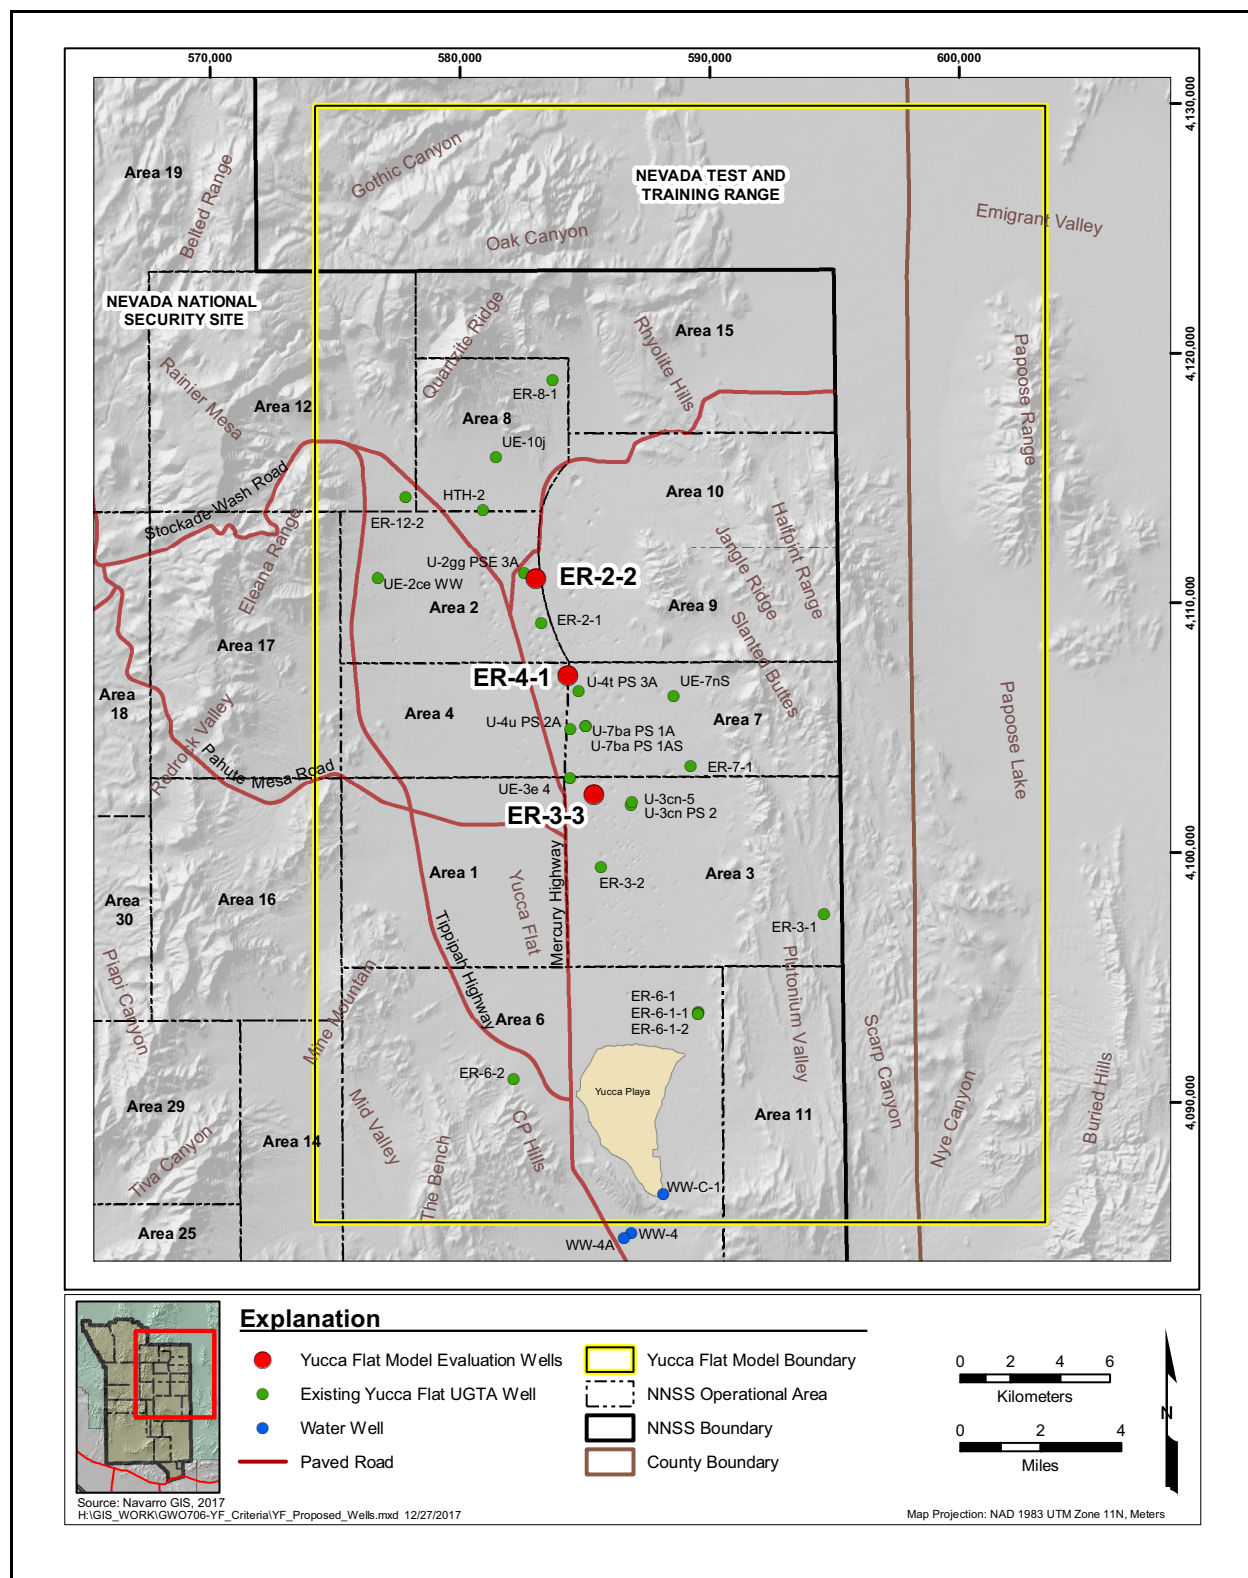 570,000
580,000
590,000
600,000
4,130,000
4,120,000
4,110,000
4,100,000
4,090,000
Area 19
Belted Range
Gothic Canyon
Oak Canyon
NEVADA TEST AND
TRAINING RANGE
Emigrant Valley
NEVADA NATIONAL
SECURITY SITE
Quartzite Ridge
Rhyolite Hills
Area 15
Papoose Range
Rainier Mesa
Area 12
ER-8-1
Area 8
UE-10j
Stockade Wash Road
HTH-2
ER-12-2
Area 10
Halfpint Range
Jangle Ridge
Eleana Range
U-2gg PSE 3A
UE-2ce WW
ER-2-2
Area 2
ER-2-1
Area 9
Slanted Buttes
Area 17
ER-4-1
U-4t PS 3A
UE-7nS
Area
18
Redrock Valley
Area 4
U-4u PS 2A
U-7ba PS 1A
U-7ba PS 1AS
Area 7
Papoose Lake
Pahute Mesa Road
ER-7-1
UE-3e 4
ER-3-3
U-3cn-5
U-3cn PS 2
Area 1
Yucca Flat
Mercury Highway
ER-3-2
Area 3
Area
30
Area 16
Tippipah Highway
ER-3-1
Piapi Canyon
Mine Mountain
Plutonium Valley
ER-6-1
ER-6-1-1
ER-6-1-2
Area 6
Scarp Canyon
ER-6-2
Yucca Playa
Area 29
Mid Valley
CP Hills
Area 11
Nye Canyon
Buried Hills
Area 14
Tiva Canyon
The Bench
WW-C-1
Area 25
WW-4
WW-4A
Explanation
Yucca Flat Model Evaluation Wells
Existing Yucca Flat UGTA Well
Water Well
Paved Road
Yucca Flat Model Boundary
NNSS Operational Area
NNSS Boundary
County Boundary
0 2 4 6
Kilometers
0 2 4
Miles
N
Source: Navarro GIS, 2017
H:\GIS_WORK\GWO706-YF_Criteria\YF_Proposed_Wells.mxd 12/27/2017
Map Projection: NAD 1983 UTM Zone 11N, Meters